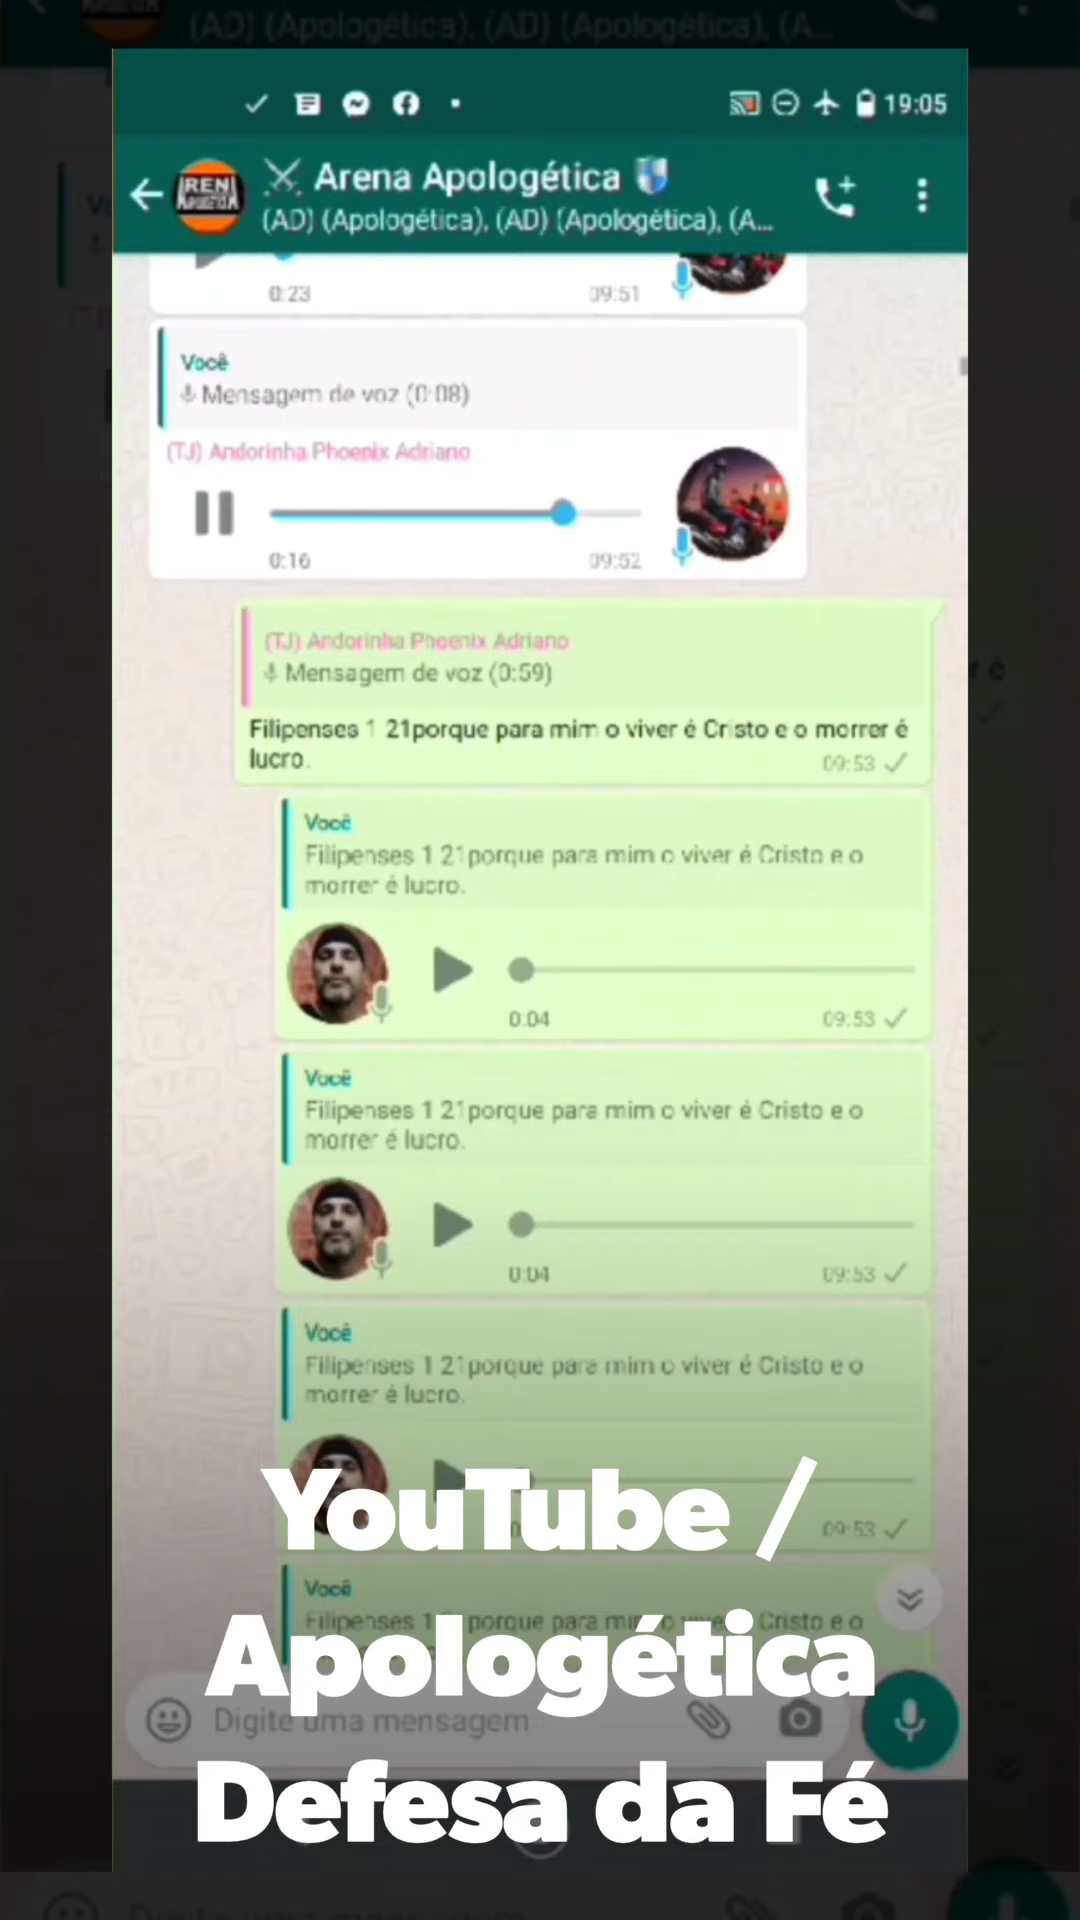 19:05
Arena Apologética
(AD) (Apologética), (AD) (Apologética), (A...
0:23
09:51
Você
Mensagem de voz (0:08)
(TJ) Andorinha Phoenix Adriano
0:16
09:52
(TJ) Andorinha Phoenix Adriano
Mensagem de voz (0:59)
Filipenses 1 21porque para mim o viver é Cristo e o morrer é
lucro.
09:53
Você
Filipenses 1 21porque para mim o viver é Cristo e o
morrer é lucro.
0:04
09:53
Você
Filipenses 1 21porque para mim o viver é Cristo e o
morrer é lucro.
0:04
09:53
Você
Filipenses 1 21porque para mim o viver é Cristo e o
morrer é lucro.
09:53
Você
Filipenses 1 21porque para mim o viver é Cristo e o
Digite uma mensagem
YouTube /
Apologética
Defesa da Fé